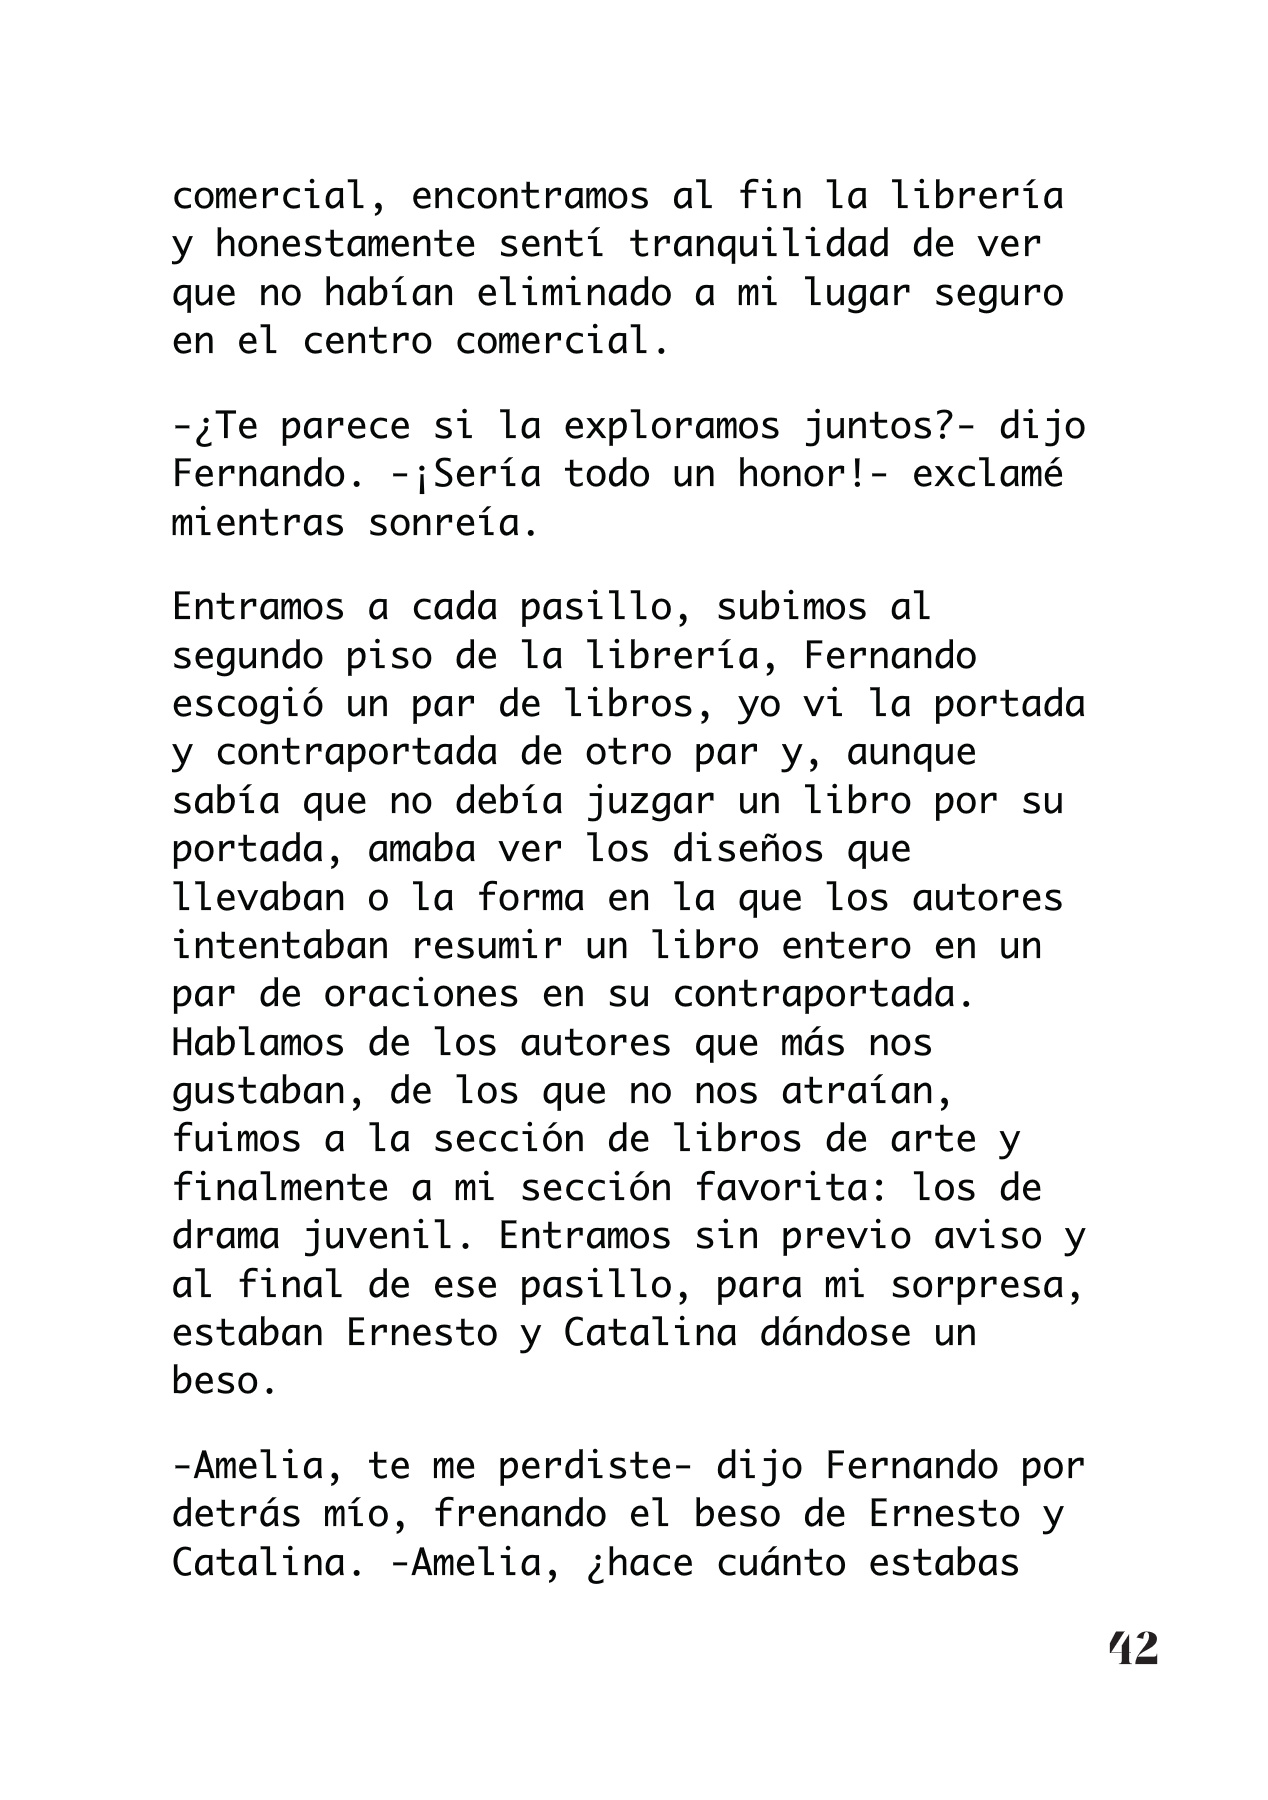 comercial, encontramos al fin la librería
y honestamente sentí tranquilidad de ver
que no habían eliminado a mi lugar seguro
en el centro comercial.
-¿Te parece si la exploramos juntos?- dijo
Fernando. -¡Sería todo un honor!- exclamé
mientras sonreía.
Entramos a cada pasillo, subimos al
segundo piso de la librería, Fernando
escogió un par de libros, yo vi la portada
y contraportada de otro par y, aunque
sabía que no debía juzgar un libro por su
portada, amaba ver los diseños que
llevaban o la forma en la que los autores
intentaban resumir un libro entero en un
par de oraciones en su contraportada.
Hablamos de los autores que más nos
gustaban, de los que no nos atraían,
fuimos a la sección de libros de arte y
finalmente a mi sección favorita: los de
drama juvenil. Entramos sin previo aviso y
al final de ese pasillo, para mi sorpresa,
estaban Ernesto y Catalina dándose un
beso.
-Amelia, te me perdiste- dijo Fernando por
detrás mío, frenando el beso de Ernesto y
Catalina. -Amelia, ¿hace cuánto estabas
42